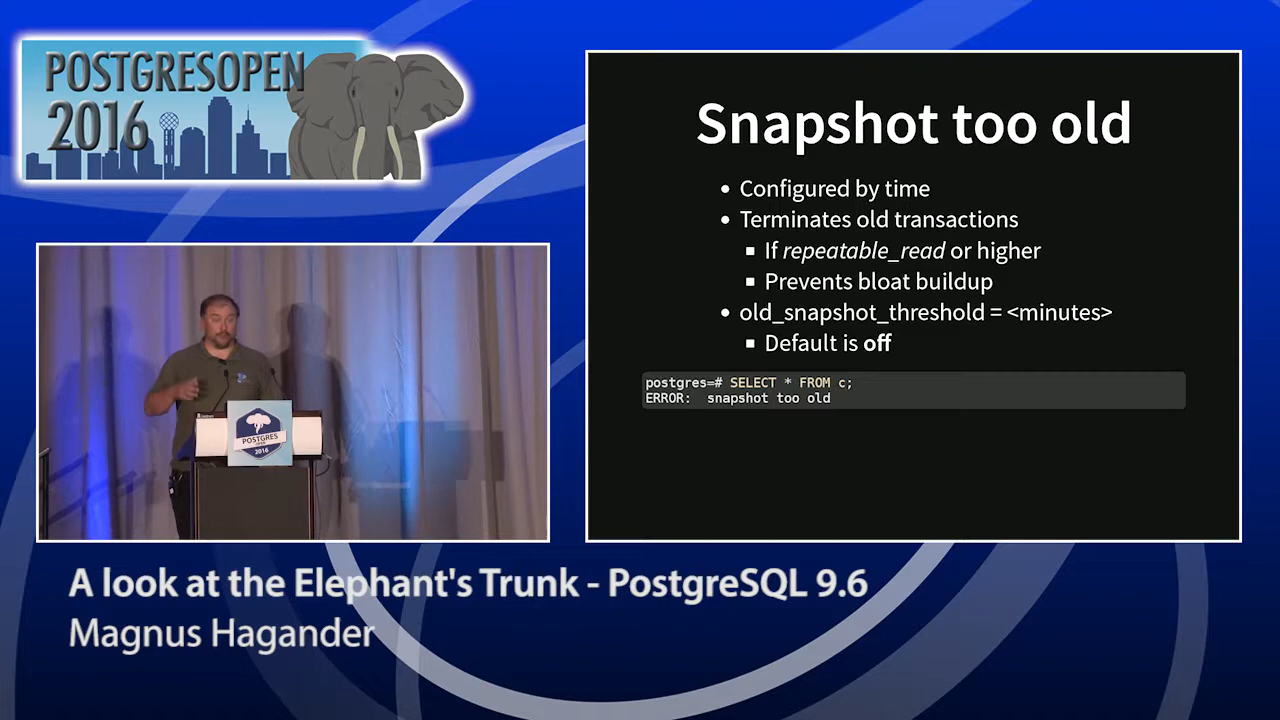 POSTGRESOPEN
2016
Snapshot too old
• Configured by time
• Terminates old transactions
▪ If repeatable_read or higher
▪ Prevents bloat buildup
• old_snapshot_threshold = <minutes>
▪ Default is off
postgres=# SELECT * FROM c;
ERROR:  snapshot too old
POSTGRES
OPEN
2016
A look at the Elephant's Trunk - PostgreSQL 9.6
Magnus Hagander